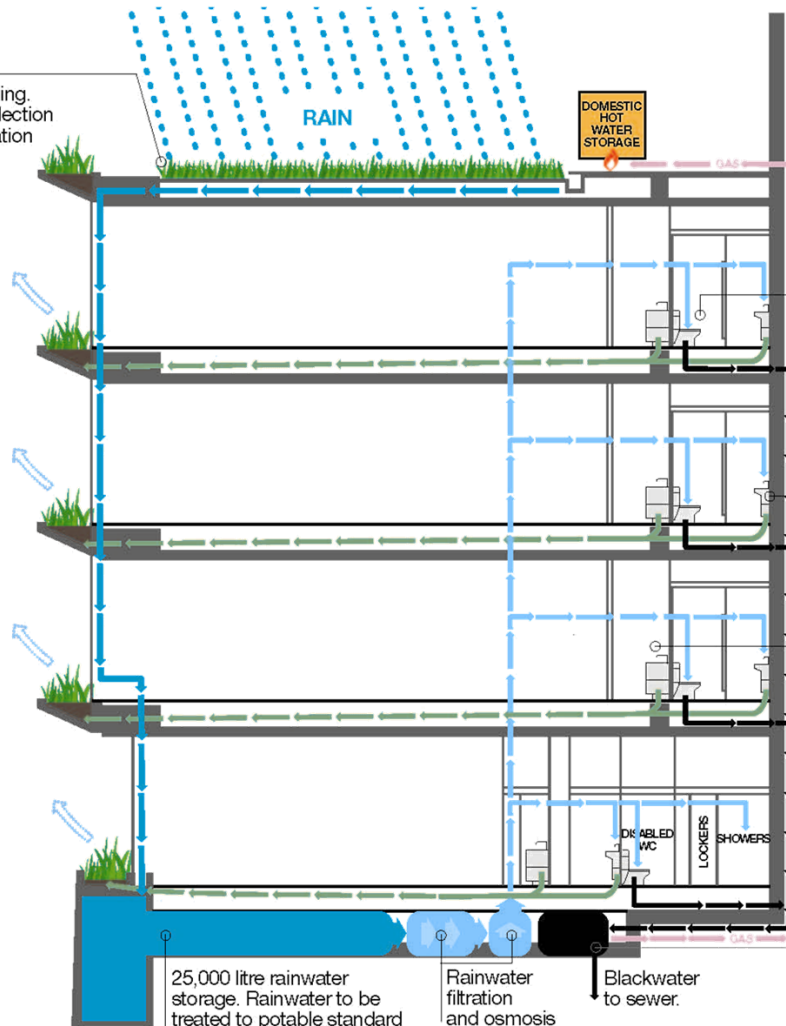 ing.
lection
ation
RAIN
DOMESTIC
HOT
WATER
STORAGE
GAS
DISABLED
WC
LOCKERS
SHOWERS
GAS
25,000 litre rainwater
storage. Rainwater to be
treated to potable standard
Rainwater
filtration
and osmosis
Blackwater
to sewer.